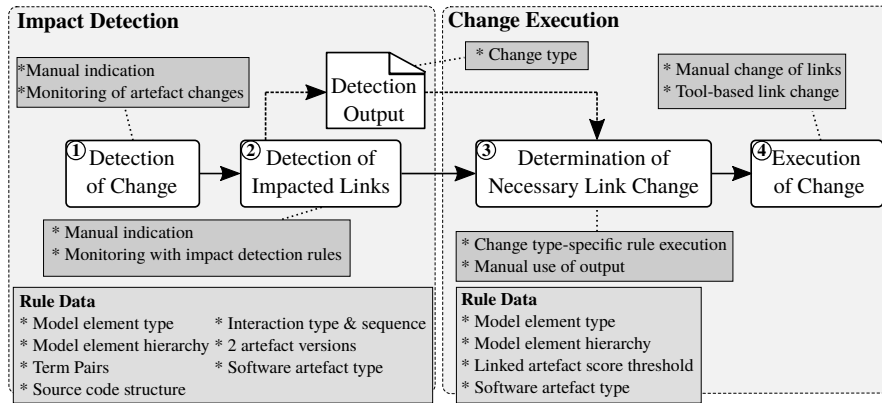 Impact Detection
Change Execution
*Manual indication
*Monitoring of artefact changes
Detection
Output
* Change type
* Manual change of links
* Tool-based link change
1
Detection
of Change
2
Detection of
Impacted Links
3
Determination of
Necessary Link Change
4
Execution
of Change
* Manual indication
* Monitoring with impact detection rules
* Change type-specific rule execution
* Manual use of output
Rule Data
* Model element type
* Model element hierarchy
* Term Pairs
* Source code structure
* Interaction type & sequence
* 2 artefact versions
* Software artefact type
Rule Data
* Model element type
* Model element hierarchy
* Linked artefact score threshold
* Software artefact type